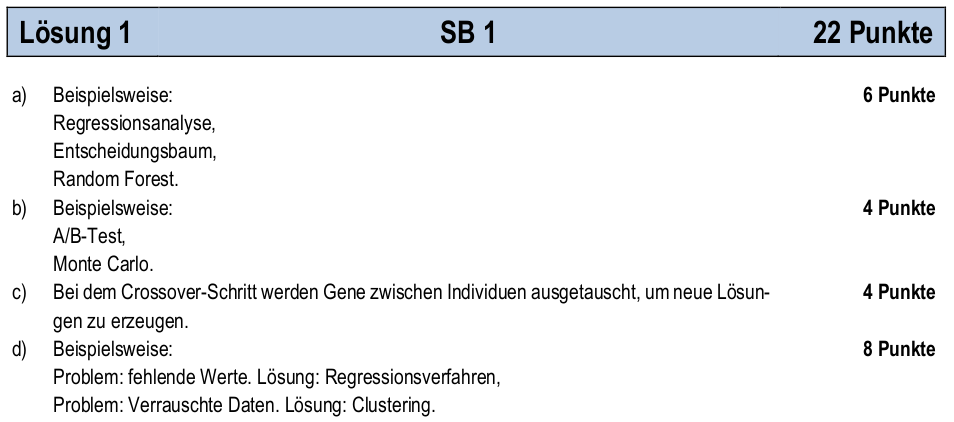 Lösung 1 SB 1 22 Punkte
a) Beispielsweise: 6 Punkte
Regressionsanalyse,
Entscheidungsbaum,
Random Forest.
b) Beispielsweise: 4 Punkte
A/B-Test,
Monte Carlo.
c) Bei dem Crossover-Schritt werden Gene zwischen Individuen ausgetauscht, um neue Lösun- 4 Punkte
gen zu erzeugen.
d) Beispielsweise: 8 Punkte
Problem: fehlende Werte. Lösung: Regressionsverfahren,
Problem: Verrauschte Daten. Lösung: Clustering.